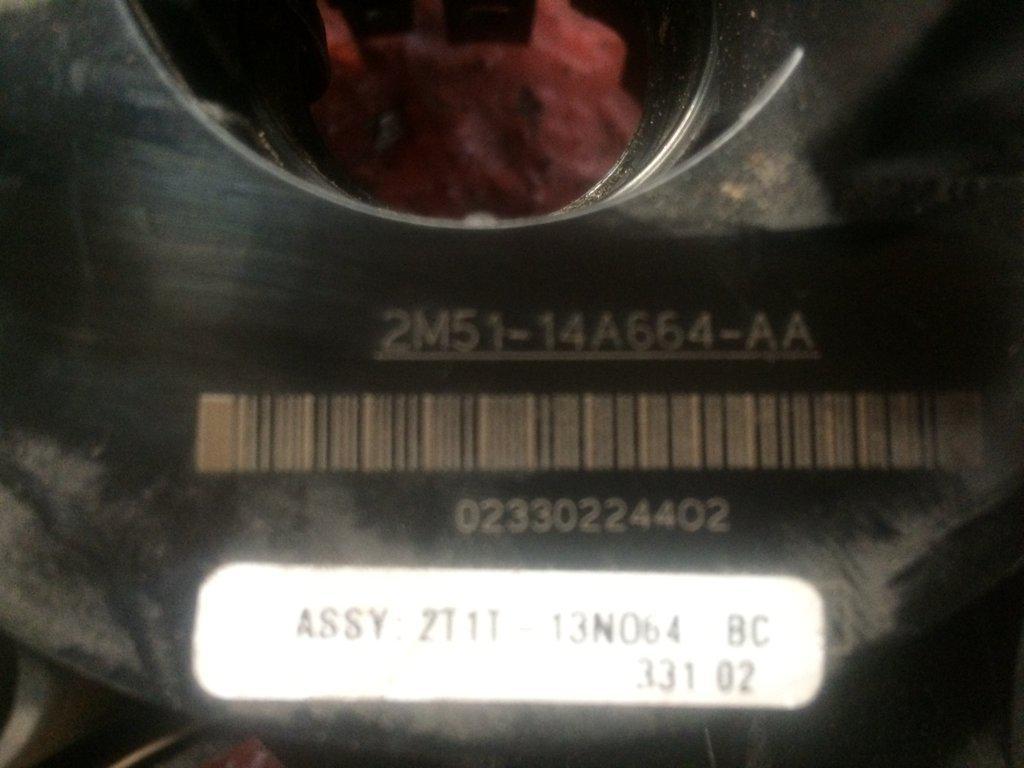 2M51-14A664-AA
02330224402
ASSY: 2T1T - 13N064 BC
331 02